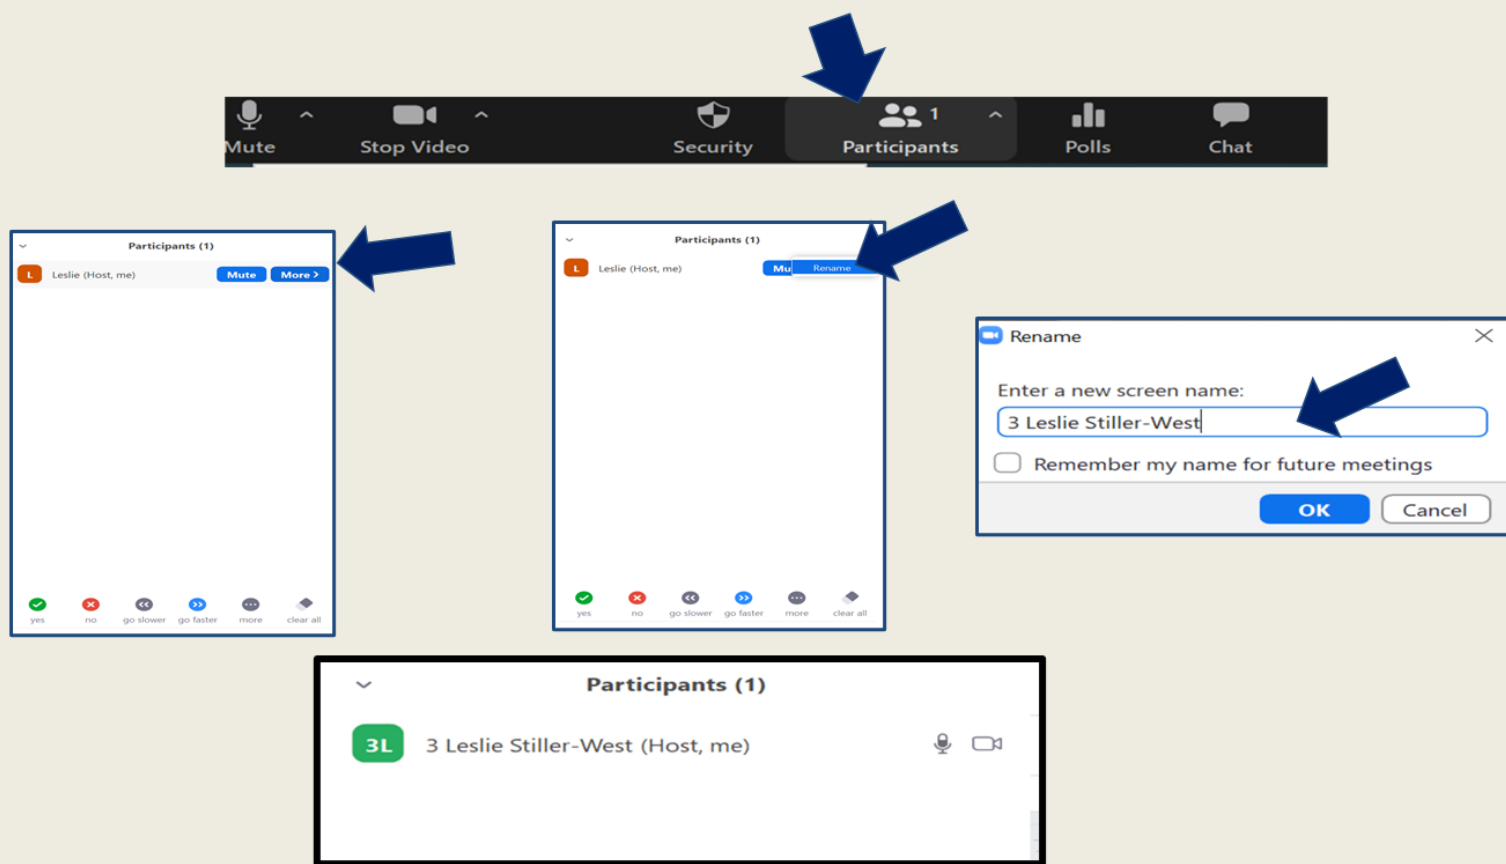 1
Mute Stop Video Security Participants Polls Chat
Participants (1)
L Leslie (Host, me) Mute More >
yes no go slower go faster more clear all
Participants (1)
L Leslie (Host, me) Mu Rename
yes no go slower go faster more clear all
Rename
Enter a new screen name:
3 Leslie Stiller-West
Remember my name for future meetings
OK Cancel
Participants (1)
3L 3 Leslie Stiller-West (Host, me)